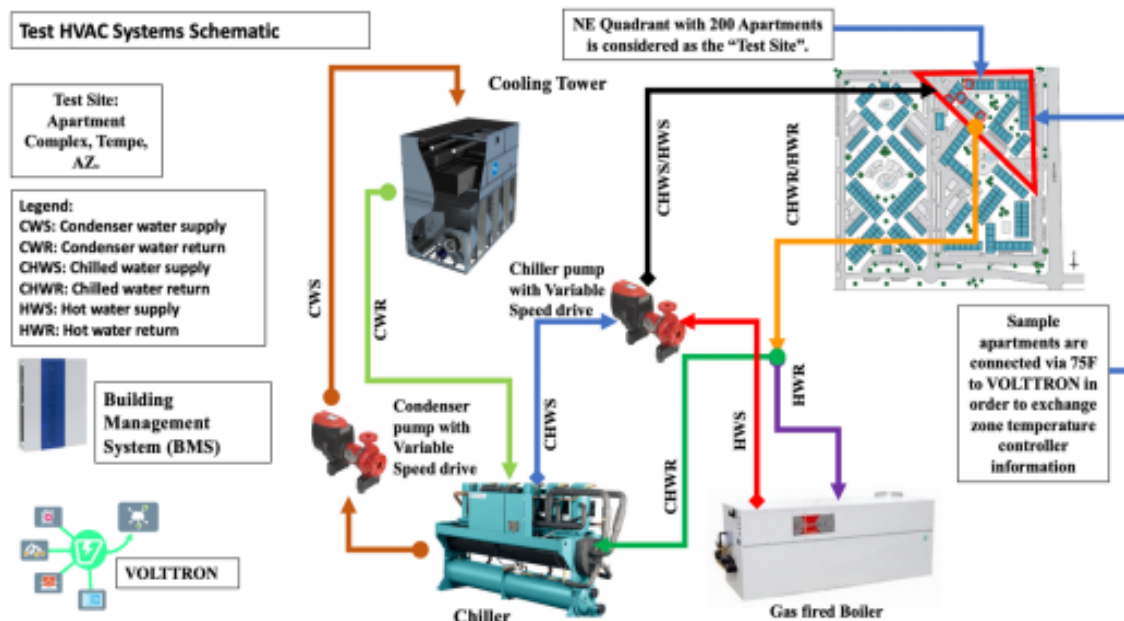 Test HVAC Systems Schematic
NE Quadrant with 200 Apartments
is considered as the “Test Site”.
Cooling Tower
Test Site:
Apartment
Complex, Tempe,
AZ.
Legend:
CWS: Condenser water supply
CWR: Condenser water return
CHWS: Chilled water supply
CHWR: Chilled water return
HWS: Hot water supply
HWR: Hot water return
CHWS/HWS
CHWR/HWR
CWS
CWR
Chiller pump
with Variable
Speed drive
Sample
apartments are
connected via 75F
to VOLTTRON in
order to exchange
zone temperature
controller
information
Building
Management
System (BMS)
Condenser
pump with
Variable
Speed drive
CHWS
CHWR
HWS
HWR
VOLTTRON
Chiller
Gas fired Boiler